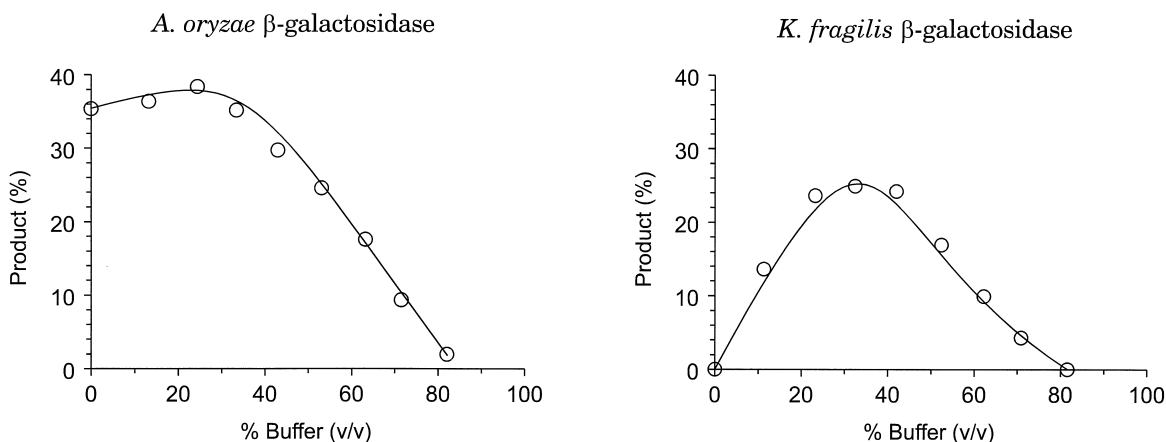 A. oryzae β-galactosidase
40
30
20
10
0
Product (%)
0 20 40 60 80 100
% Buffer (v/v)
K. fragilis β-galactosidase
40
30
20
10
0
Product (%)
0 20 40 60 80 100
% Buffer (v/v)